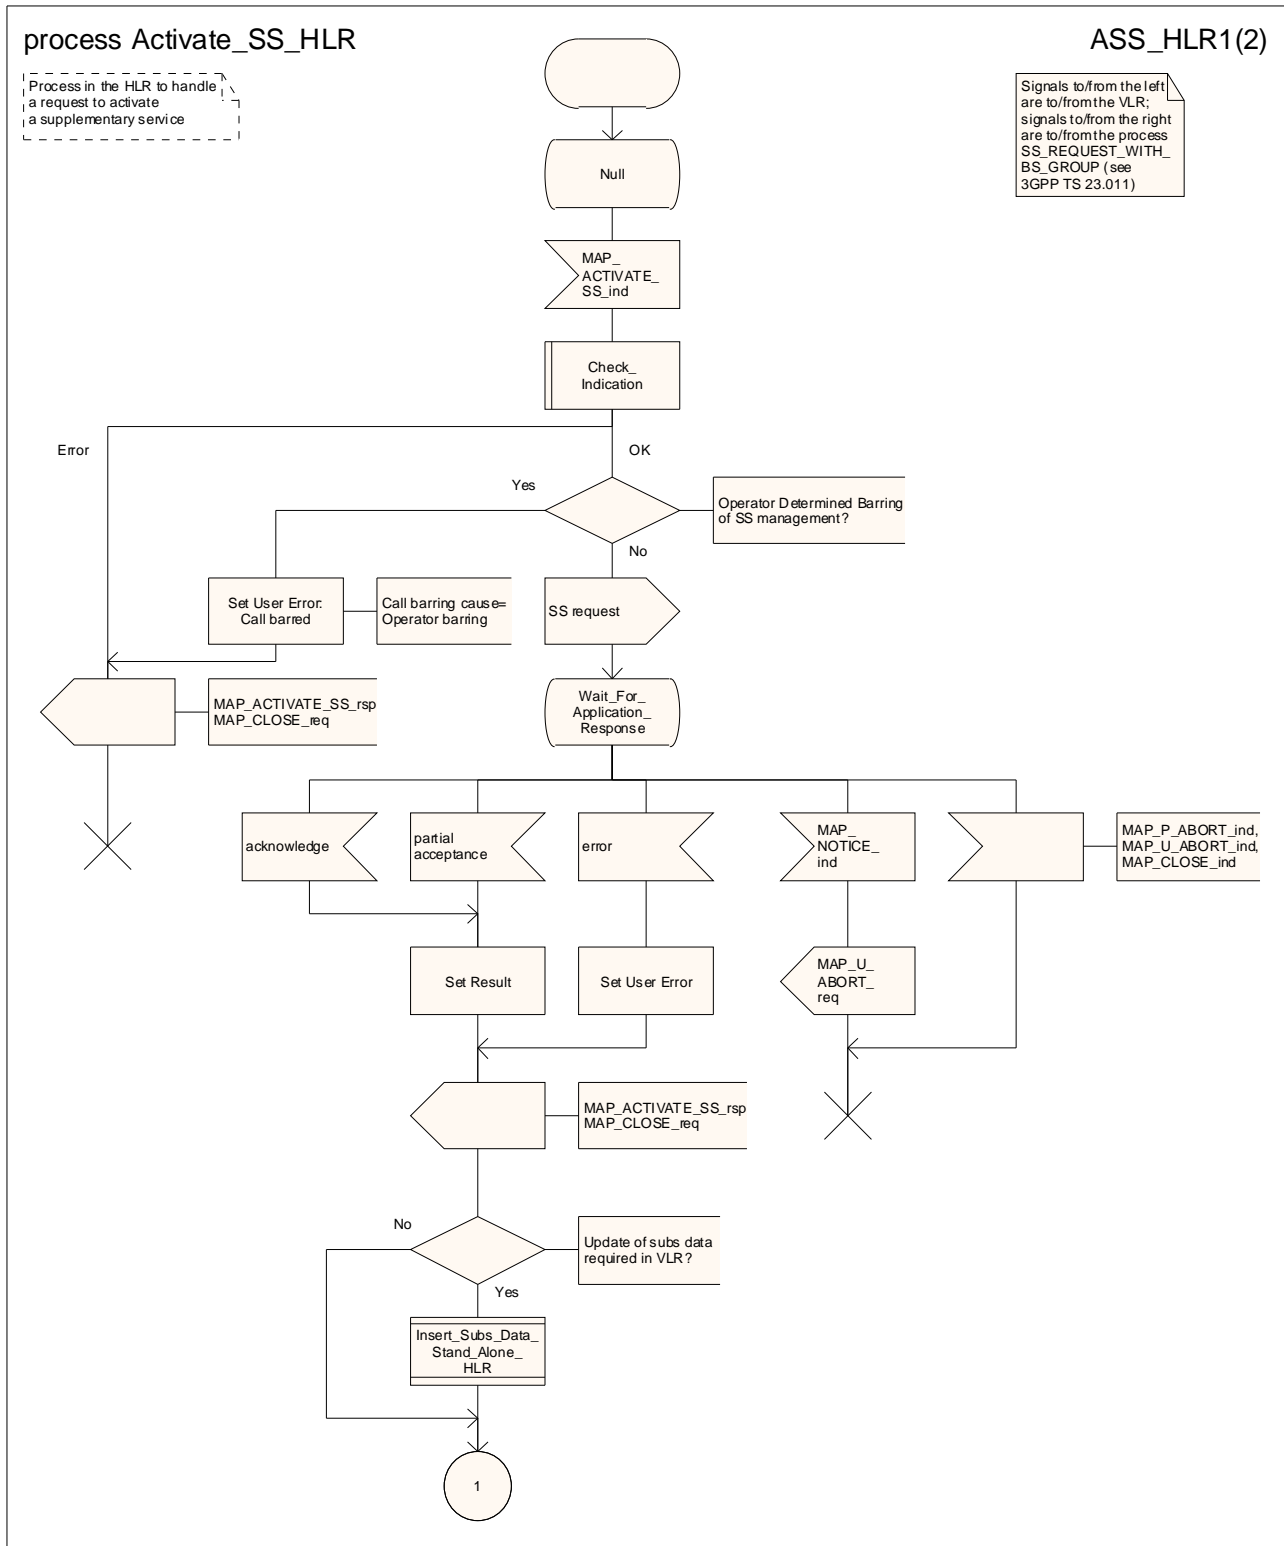 process Activate_SS_HLR
ASS_HLR1(2)
Process in the HLR to handle
a request to activate
a supplementary service
Signals to/from the left
are to/from the VLR;
signals to/from the right
are to/from the process
SS_REQUEST_WITH_
BS_GROUP (see
3GPP TS 23.011)
Null
MAP_
ACTIVATE_
SS_ind
Check_
Indication
Error
OK
Yes
Operator Determined Barring
of SS management?
No
Set User Error:
Call barred
Call barring cause=
Operator barring
SS request
MAP_ACTIVATE_SS_rsp
MAP_CLOSE_req
Wait_For_
Application_
Response
acknowledge
partial
acceptance
error
MAP_
NOTICE_
ind
MAP_P_ABORT_ind,
MAP_U_ABORT_ind,
MAP_CLOSE_ind
Set Result
Set User Error
MAP_U_
ABORT_
req
MAP_ACTIVATE_SS_rsp
MAP_CLOSE_req
No
Update of subs data
required in VLR?
Yes
Insert_Subs_Data_
Stand_Alone_
HLR
1